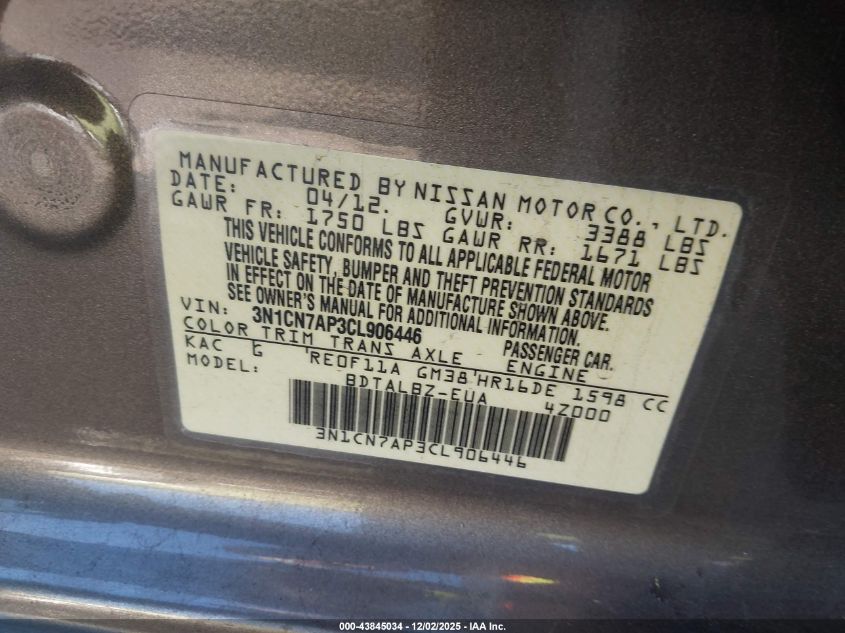 MANUFACTURED BY NISSAN MOTOR CO., LTD.
DATE: 04/12. GVWR: 3388 LBS
GAWR FR: 1750 LBS GAWR RR: 1671 LBS
THIS VEHICLE CONFORMS TO ALL APPLICABLE FEDERAL MOTOR
VEHICLE SAFETY, BUMPER AND THEFT PREVENTION STANDARDS
IN EFFECT ON THE DATE OF MANUFACTURE SHOWN ABOVE.
SEE OWNER'S MANUAL FOR ADDITIONAL INFORMATION.
VIN: 3N1CN7AP3CL906446 PASSENGER CAR.
COLOR TRIM TRANS AXLE ENGINE
KAC G RE0F11A GM38 HR16DE 1598 CC
MODEL: BDTALBZ-EUA 4Z000
3N1CN7AP3CL906446
000-43845034 - 12/02/2025 - IAA Inc.